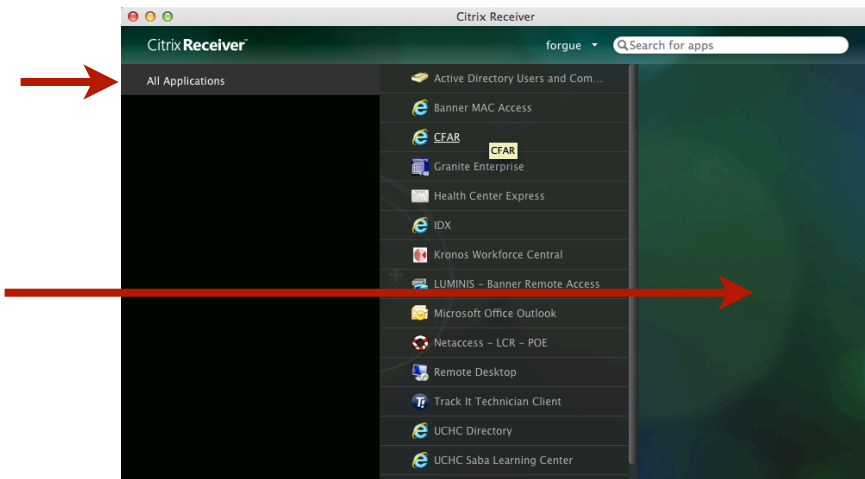 Citrix Receiver
Citrix Receiver™
forgue
Search for apps
All Applications
Active Directory Users and Com...
Banner MAC Access
CFAR
CFAR
Granite Enterprise
Health Center Express
IDX
Kronos Workforce Central
LUMINIS – Banner Remote Access
Microsoft Office Outlook
Netaccess – LCR – POE
Remote Desktop
Track It Technician Client
UCHC Directory
UCHC Saba Learning Center